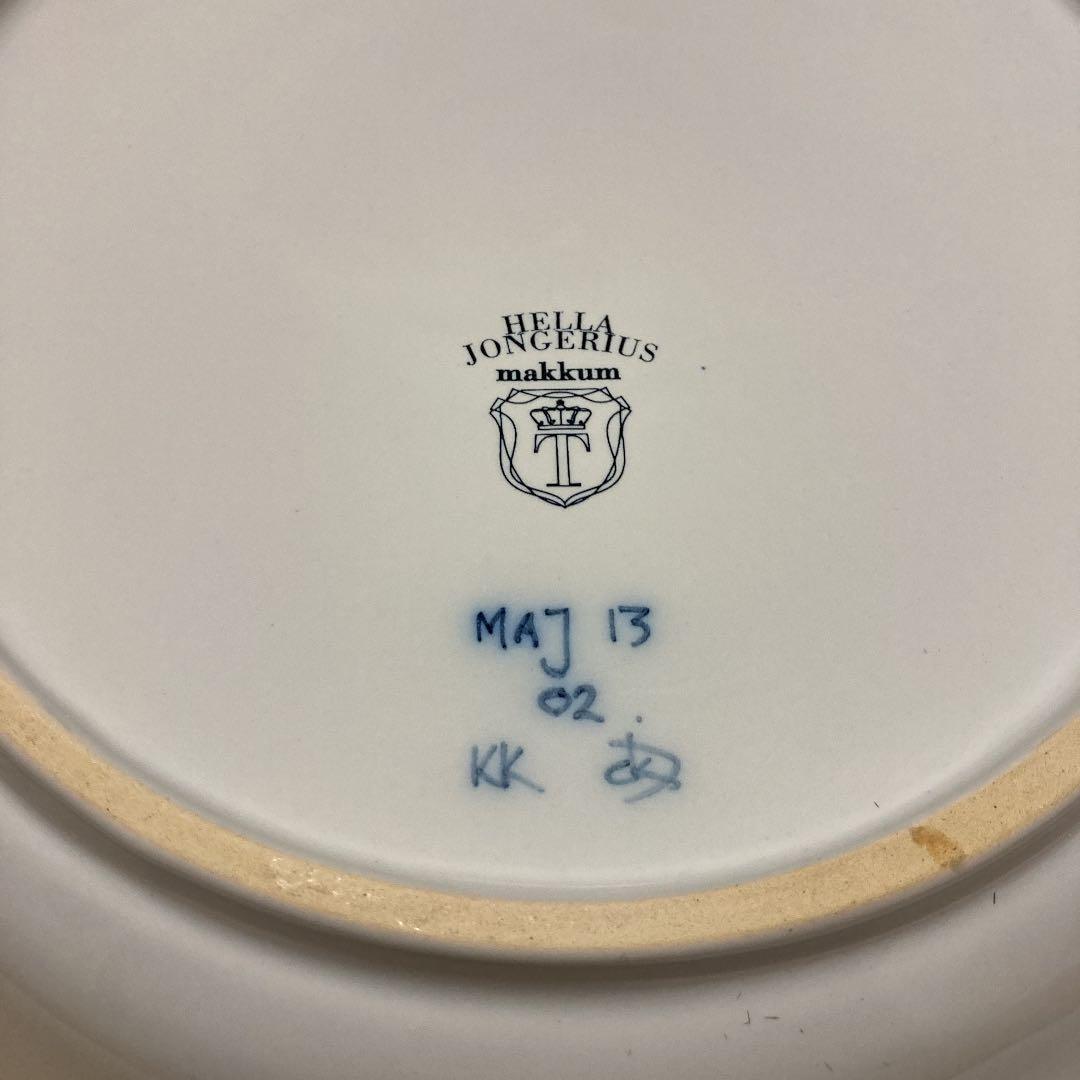 HELLA
JONGERIUS
makkum
T
MAJ 13
02.
KK